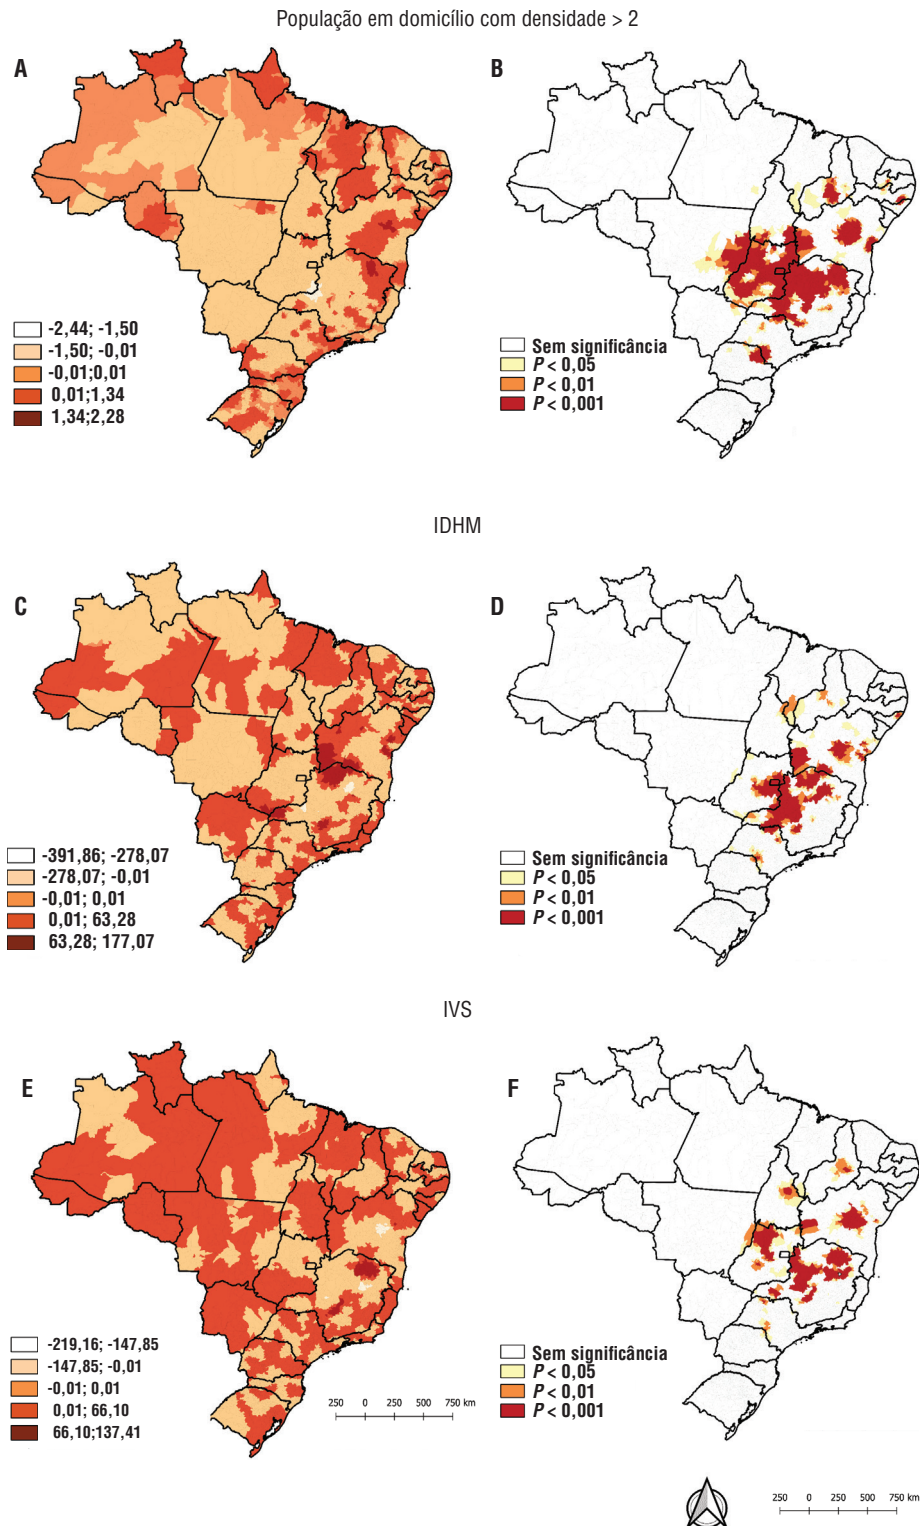 População em domicílio com densidade > 2
A
B
-2,44; -1,50
-1,50; -0,01
-0,01;0,01
0,01;1,34
1,34;2,28
Sem significância
P < 0,05
P < 0,01
P < 0,001
IDHM
C
D
-391,86; -278,07
-278,07; -0,01
-0,01; 0,01
0,01; 63,28
63,28; 177,07
Sem significância
P < 0,05
P < 0,01
P < 0,001
IVS
E
F
-219,16; -147,85
-147,85; -0,01
-0,01; 0,01
0,01; 66,10
66,10;137,41
250 0 250 500 750 km
Sem significância
P < 0,05
P < 0,01
P < 0,001
250 0 250 500 750 km